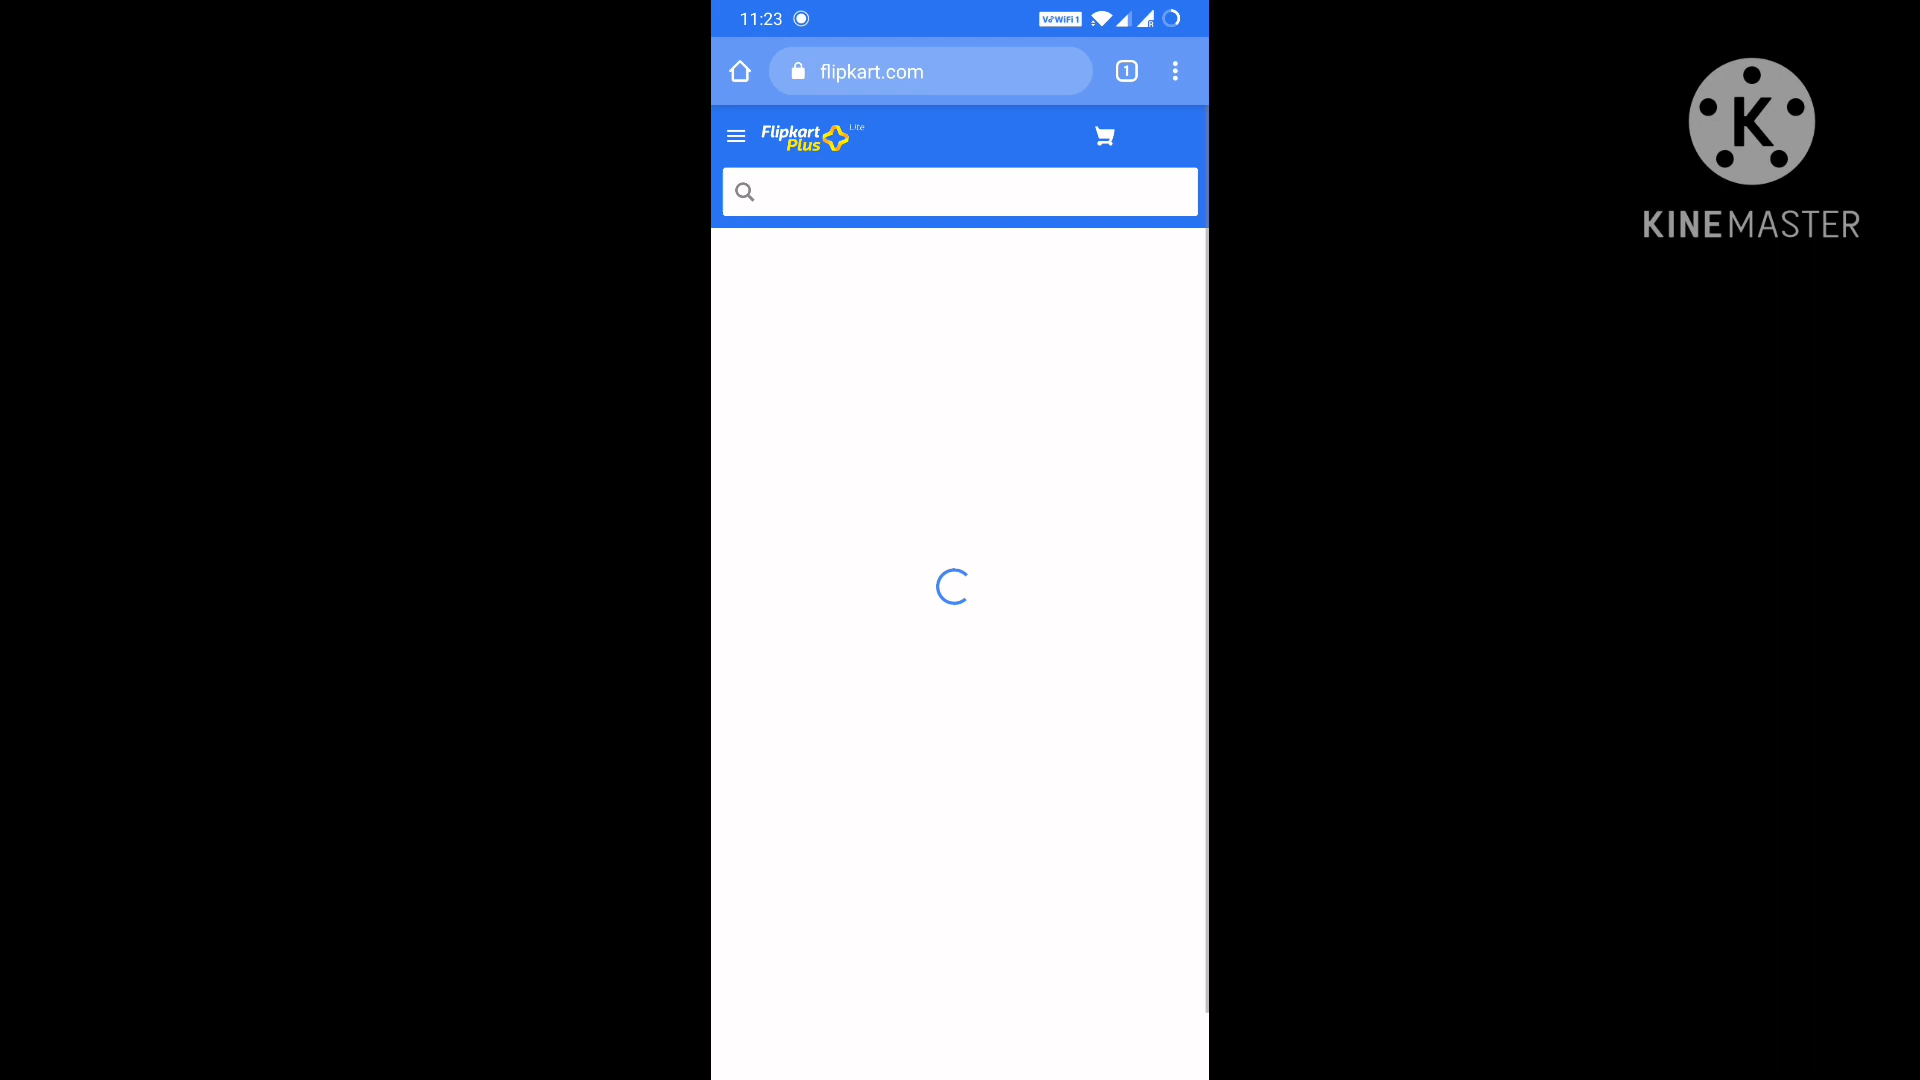 11:23
VoWiFi 1
R
flipkart.com
1
Flipkart Lite
Plus
K
KINEMASTER